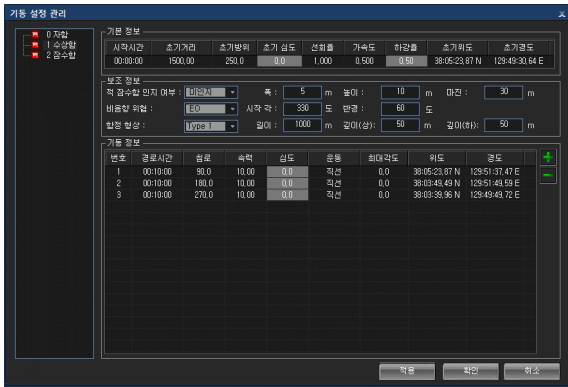 기동 설정 관리
0 자함
1 수상함
2 잠수함
기본 정보
시작시간 초기거리 초기방위 초기 심도 선회율 가속도 하강율 초기위도 초기경도
00:00:00 1500,00 250,0 0,0 1,000 0,500 0,50 38:05:23,87 N 129:49:30,64 E
보조 정보
적 잠수함 인지 여부 : 미인지 폭 : 5 m 높이 : 10 m 마진 : 30 m
비음향 위협 : EO 시작 각 : 330 도 반경 : 60 도
함정 형상 : Type 1 길이 : 1000 m 깊이(상): 50 m 깊이(하): 50 m
기동 정보
번호 경로시간 침로 속력 심도 운동 최대각도 위도 경도
1 00:10:00 90,0 10,00 0,0 직선 0,0 38:05:23,87 N 129:51:37,47 E
2 00:10:00 180,0 10,00 0,0 직선 0,0 38:03:49,49 N 129:51:49,59 E
3 00:10:00 270,0 10,00 0,0 직선 0,0 38:03:39,96 N 129:49:49,72 E
적용 확인 취소